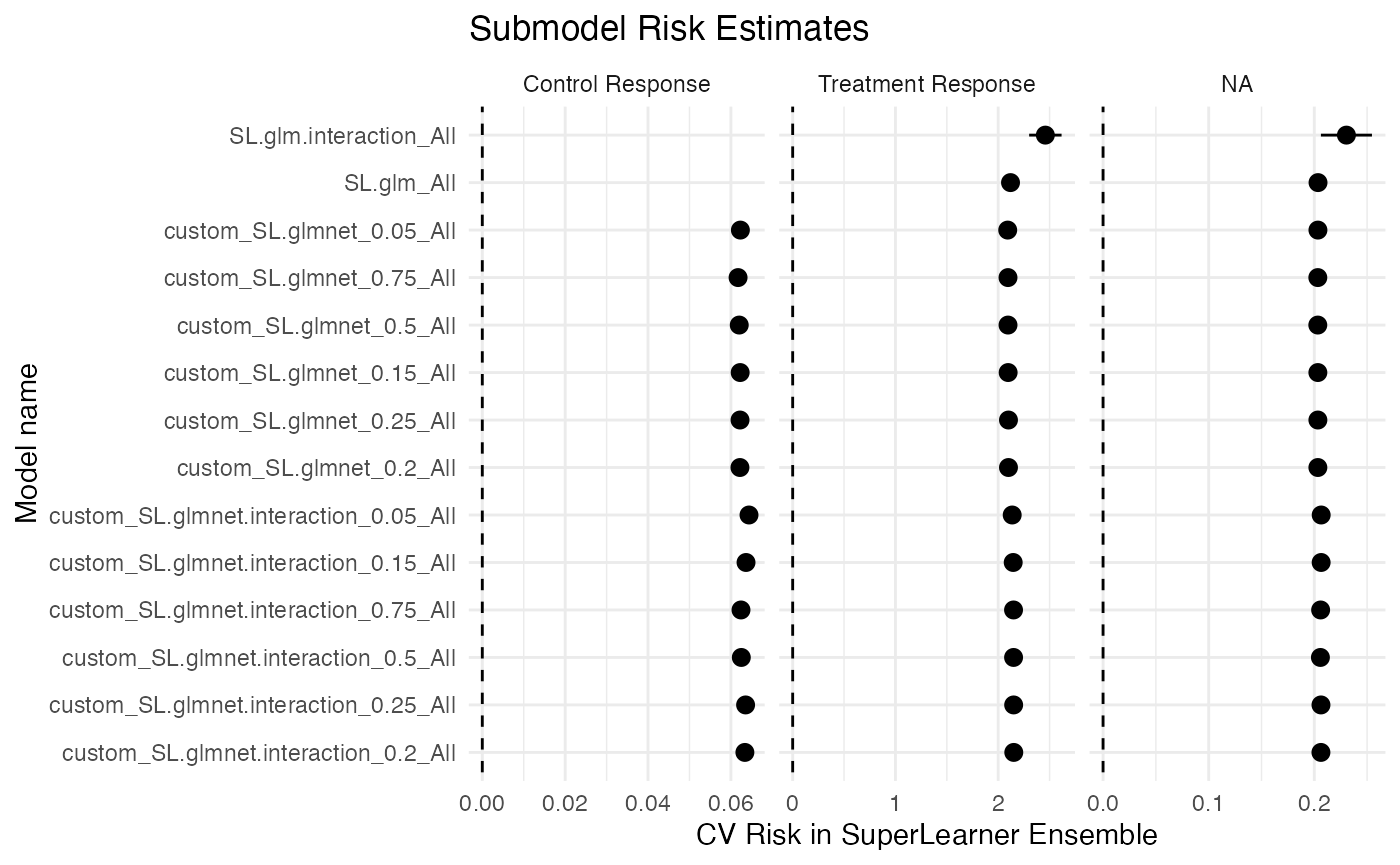 Submodel Risk Estimates
Control Response
Treatment Response
NA
SL.glm.interaction_All
SL.glm_All
custom_SL.glmnet_0.05_All
custom_SL.glmnet_0.75_All
custom_SL.glmnet_0.5_All
custom_SL.glmnet_0.15_All
custom_SL.glmnet_0.25_All
custom_SL.glmnet_0.2_All
custom_SL.glmnet.interaction_0.05_All
custom_SL.glmnet.interaction_0.15_All
custom_SL.glmnet.interaction_0.75_All
custom_SL.glmnet.interaction_0.5_All
custom_SL.glmnet.interaction_0.25_All
custom_SL.glmnet.interaction_0.2_All
Model name
0.00 0.02 0.04 0.06 0 1 2 0.0 0.1 0.2
CV Risk in SuperLearner Ensemble